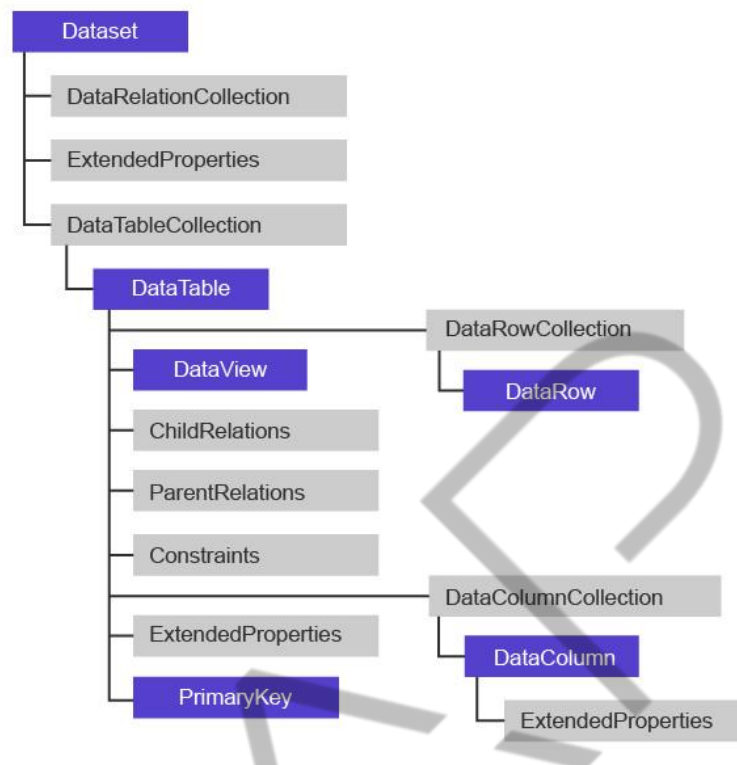 Dataset
DataRelationCollection
ExtendedProperties
DataTableCollection
DataTable
DataRowCollection
DataView
DataRow
ChildRelations
ParentRelations
Constraints
DataColumnCollection
ExtendedProperties
DataColumn
PrimaryKey
ExtendedProperties